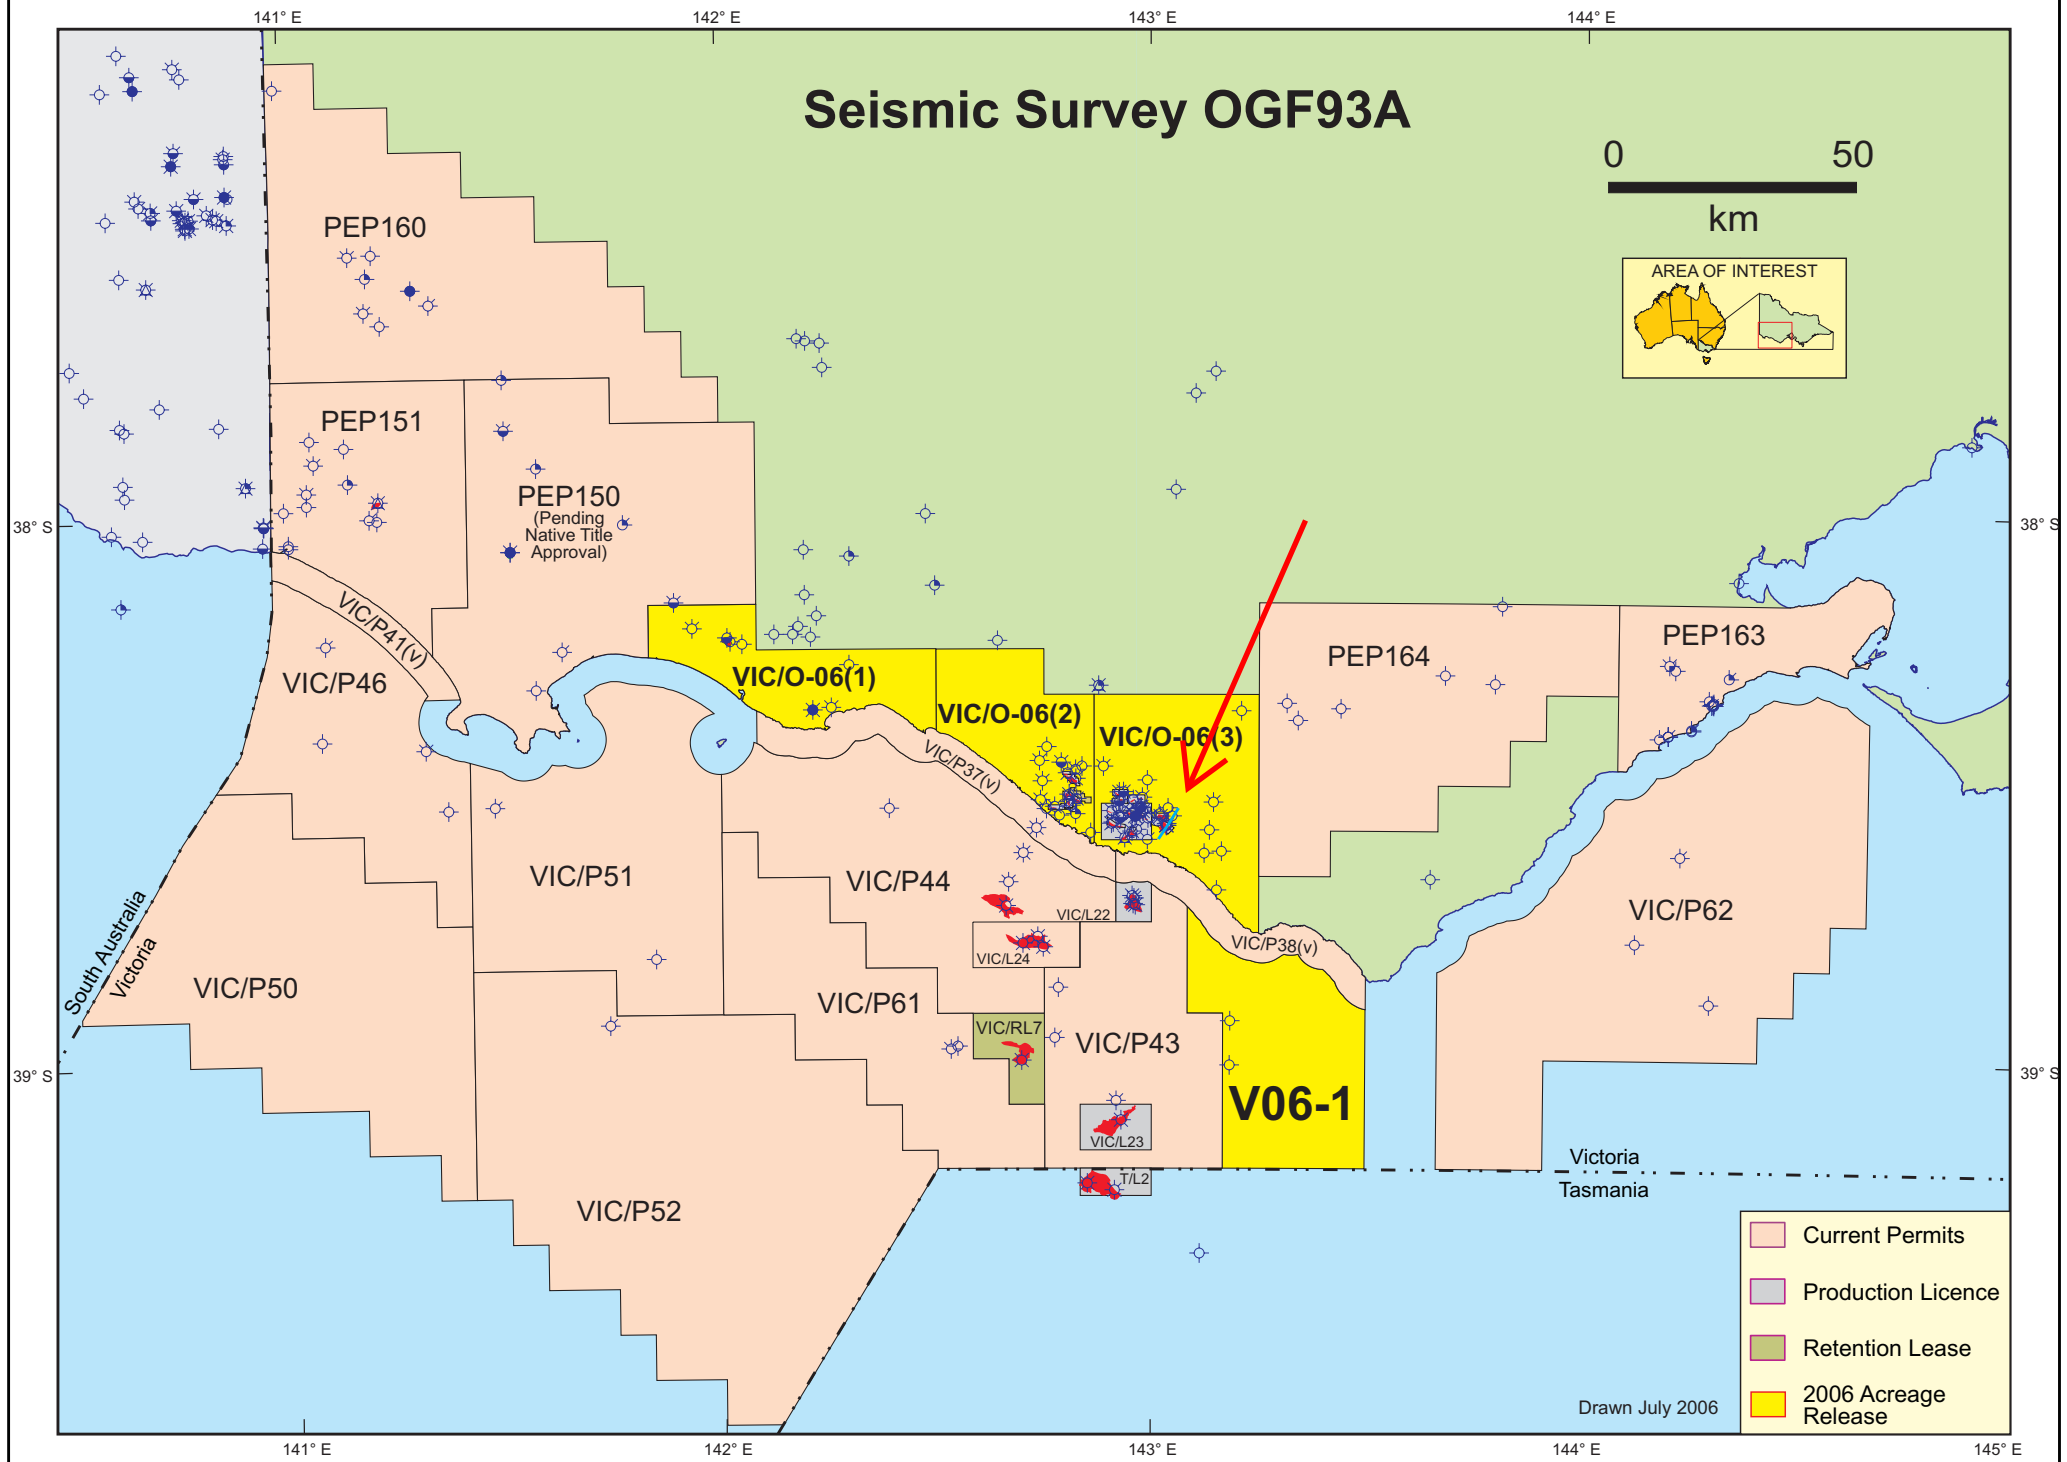 141° E
142° E
143° E
144° E
Seismic Survey OGF93A
0
50
km
AREA OF INTEREST
PEP160
PEP151
PEP150
(Pending
Native Title
Approval)
38° S
38° S
VIC/P41(v)
VIC/P46
VIC/O-06(1)
VIC/O-06(2)
VIC/O-06(3)
PEP164
PEP163
VIC/P37(v)
VIC/P51
VIC/P44
VIC/L22
VIC/P62
VIC/P38(v)
VIC/L24
South Australia
Victoria
VIC/P50
VIC/P61
VIC/RL7
VIC/P43
39° S
39° S
V06-1
VIC/L23
T/L2
Victoria
Tasmania
VIC/P52
Current Permits
Production Licence
Retention Lease
2006 Acreage
Release
Drawn July 2006
141° E
142° E
143° E
144° E
145° E